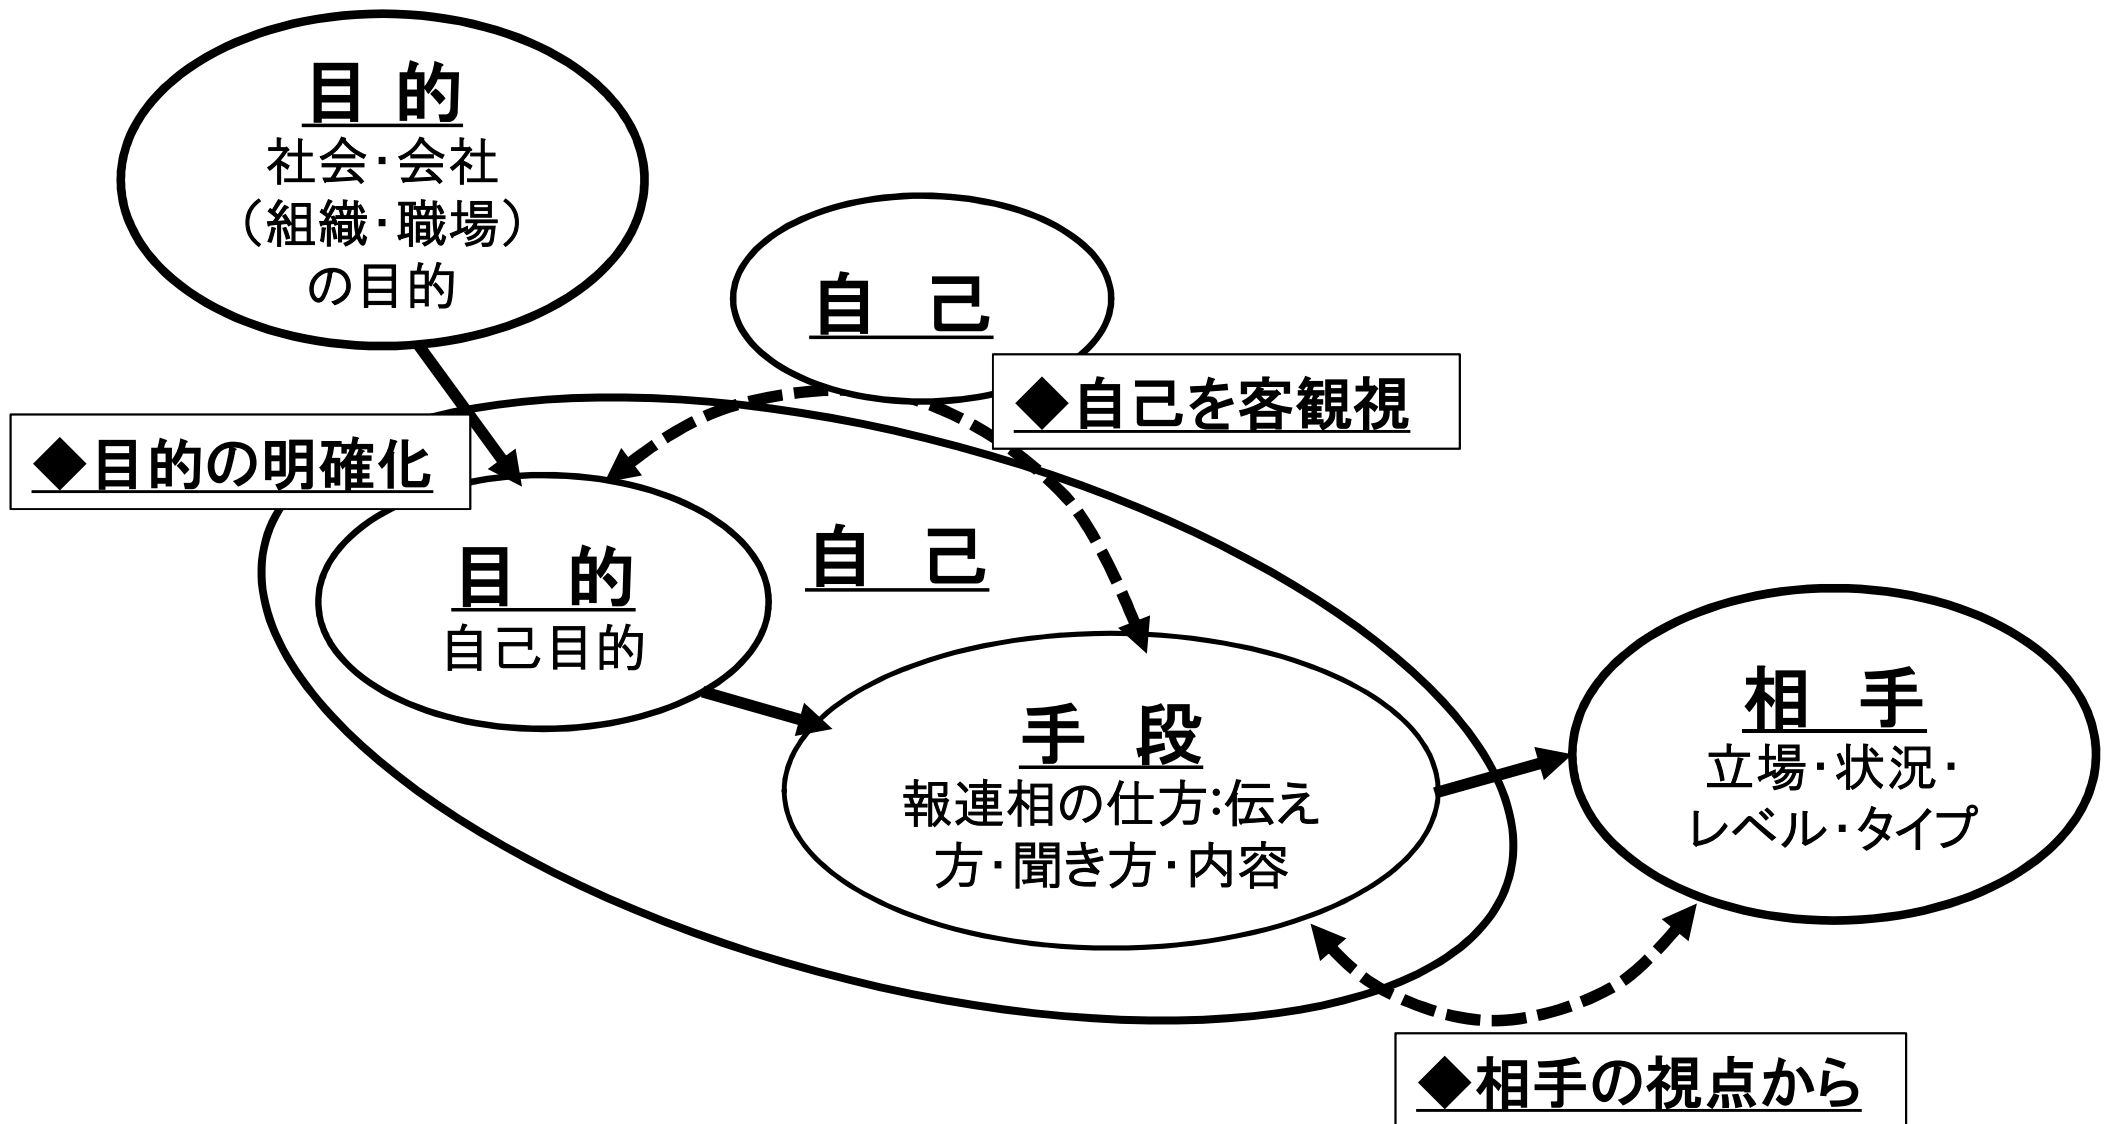 目 的
社会・会社
（組織・職場）
の目的
自 己
◆自己を客観視
◆目的の明確化
自 己
目 的
自己目的
手 段
報連相の仕方：伝え
方・聞き方・内容
相 手
立場・状況・
レベル・タイプ
◆相手の視点から